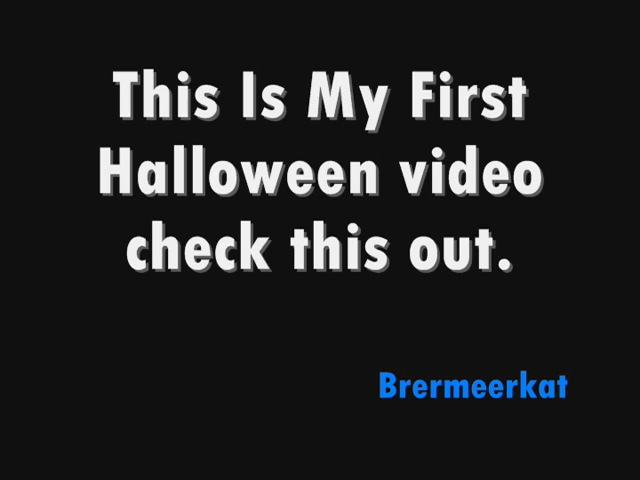 This Is My First
Halloween video
check this out.
Brermeerkat